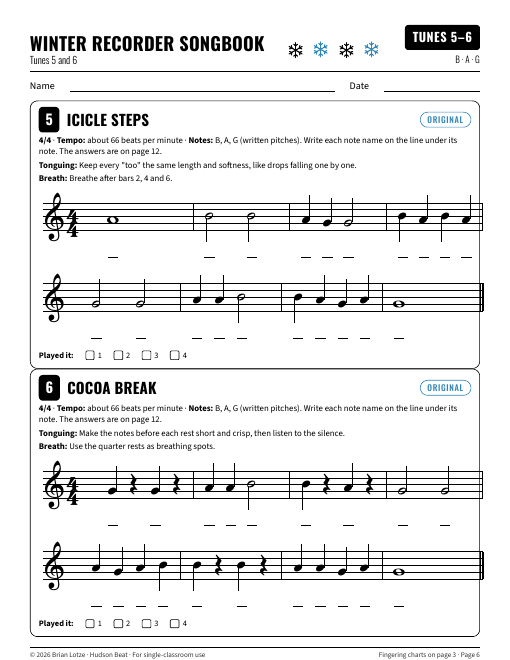 WINTER RECORDER SONGBOOK
TUNES 5–6
Tunes 5 and 6
B · A · G
Name
Date
5 ICICLE STEPS
ORIGINAL
4/4 · Tempo: about 66 beats per minute · Notes: B, A, G (written pitches). Write each note name on the line under its
note. The answers are on page 12.
Tonguing: Keep every "too" the same length and softness, like drops falling one by one.
Breath: Breathe after bars 2, 4 and 6.
Played it: 1 2 3 4
6 COCOA BREAK
ORIGINAL
4/4 · Tempo: about 66 beats per minute · Notes: B, A, G (written pitches). Write each note name on the line under its
note. The answers are on page 12.
Tonguing: Make the notes before each rest short and crisp, then listen to the silence.
Breath: Use the quarter rests as breathing spots.
Played it: 1 2 3 4
© 2026 Brian Lotze · Hudson Beat · For single-classroom use
Fingering charts on page 3 · Page 6